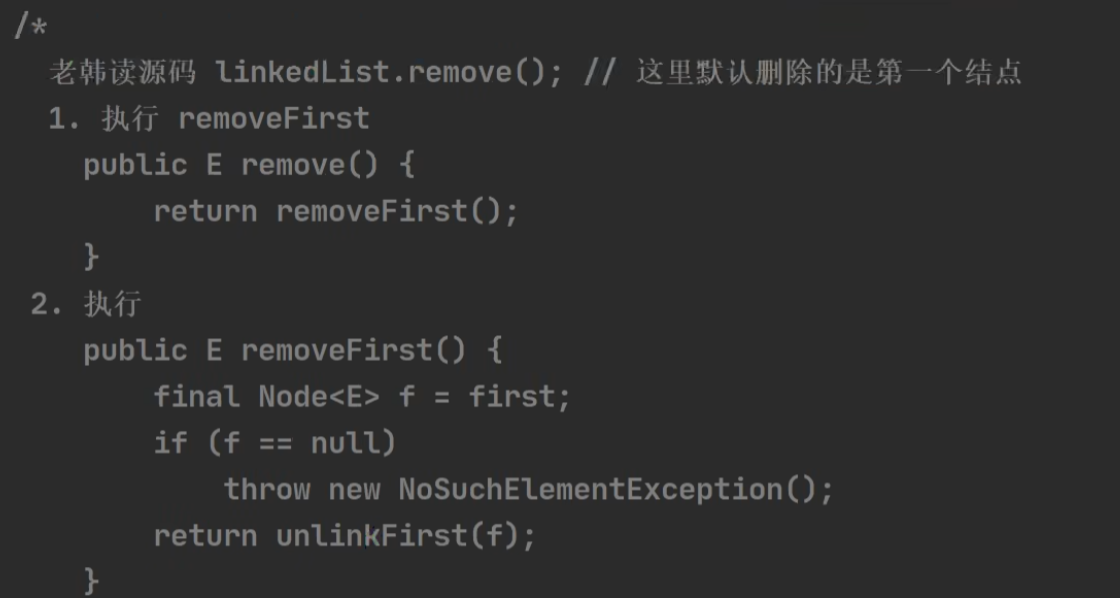 /*
老韩读源码 linkedList.remove(); // 这里默认删除的是第一个结点
1. 执行 removeFirst
public E remove() {
return removeFirst();
}
2. 执行
public E removeFirst() {
final Node<E> f = first;
if (f == null)
throw new NoSuchElementException();
return unlinkFirst(f);
}